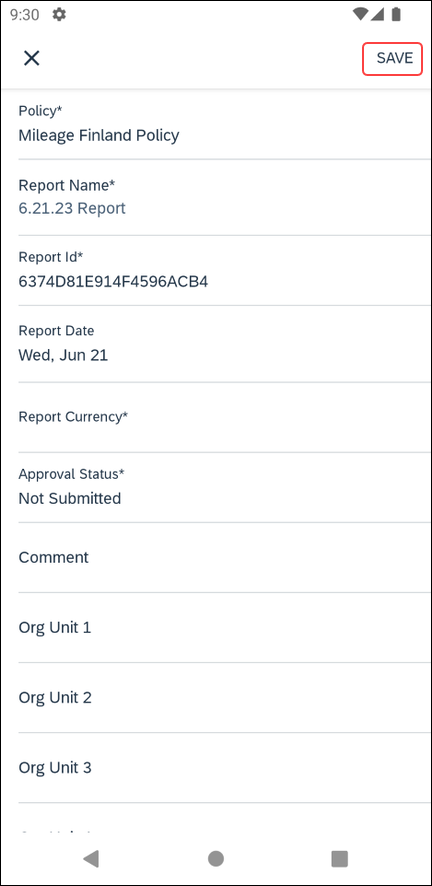 9:30
SAVE
Policy*
Mileage Finland Policy
Report Name*
6.21.23 Report
Report Id*
6374D81E914F4596ACB4
Report Date
Wed, Jun 21
Report Currency*
Approval Status*
Not Submitted
Comment
Org Unit 1
Org Unit 2
Org Unit 3